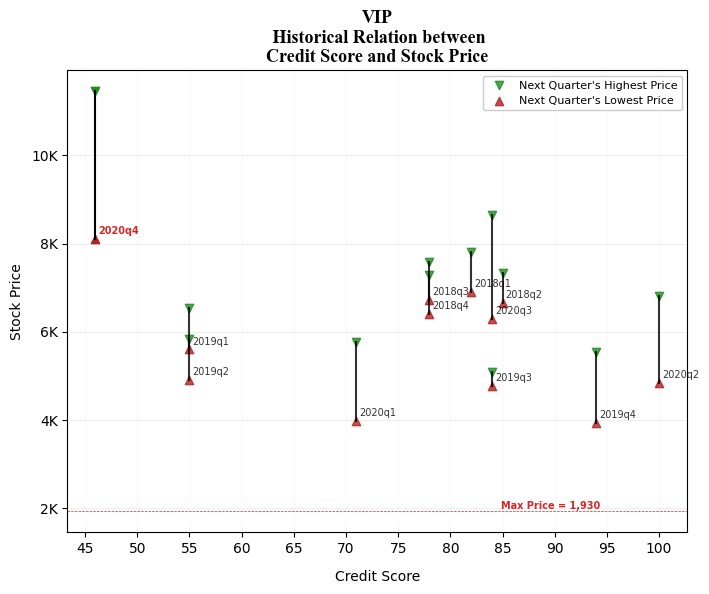 VIP
Historical Relation between
Credit Score and Stock Price
Next Quarter's Highest Price
Next Quarter's Lowest Price
10K
8K
6K
4K
2K
Stock Price
2020q4
2018q1
2018q3
2018q2
2018q4
2020q3
2019q1
2019q2
2019q3
2020q2
2020q1
2019q4
Max Price = 1,930
45 50 55 60 65 70 75 80 85 90 95 100
Credit Score